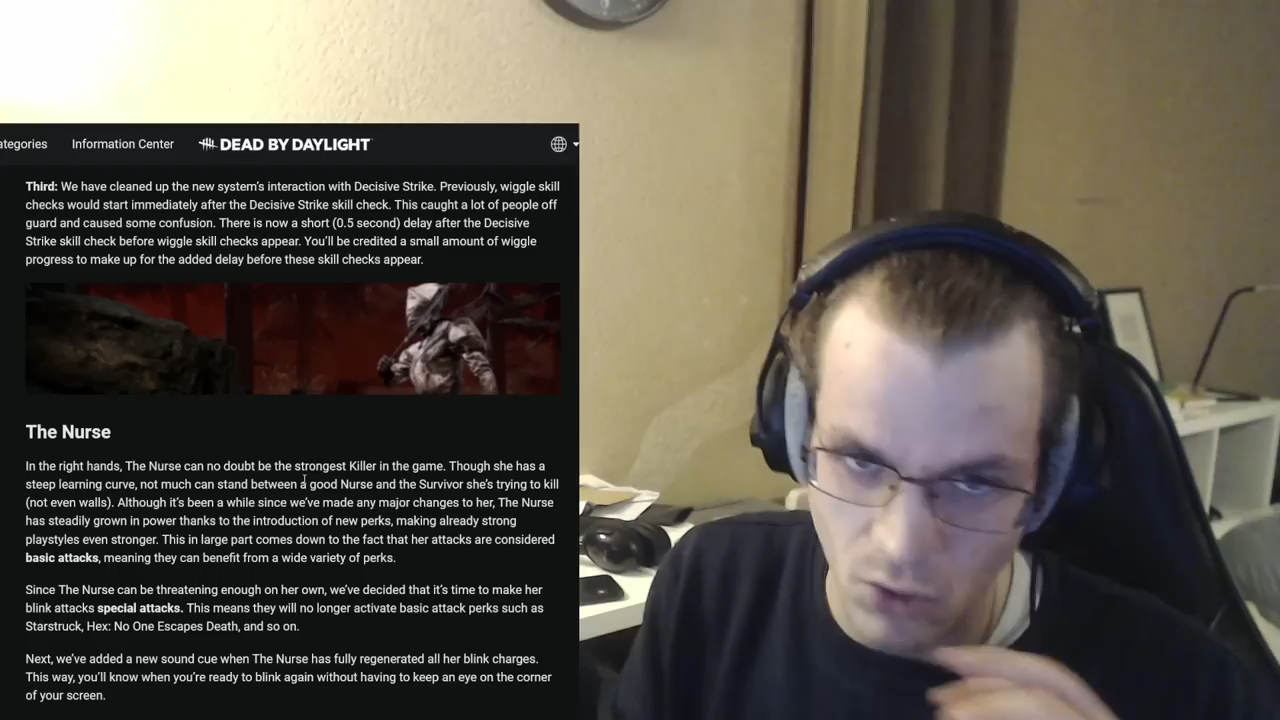 ategories Information Center DEAD BY DAYLIGHT
Third: We have cleaned up the new system's interaction with Decisive Strike. Previously, wiggle skill
checks would start immediately after the Decisive Strike skill check. This caught a lot of people off
guard and caused some confusion. There is now a short (0.5 second) delay after the Decisive
Strike skill check before wiggle skill checks appear. You'll be credited a small amount of wiggle
progress to make up for the added delay before these skill checks appear.
The Nurse
In the right hands, The Nurse can no doubt be the strongest Killer in the game. Though she has a
steep learning curve, not much can stand between a good Nurse and the Survivor she's trying to kill
(not even walls). Although it's been a while since we've made any major changes to her, The Nurse
has steadily grown in power thanks to the introduction of new perks, making already strong
playstyles even stronger. This in large part comes down to the fact that her attacks are considered
basic attacks, meaning they can benefit from a wide variety of perks.
Since The Nurse can be threatening enough on her own, we've decided that it's time to make her
blink attacks special attacks. This means they will no longer activate basic attack perks such as
Starstruck, Hex: No One Escapes Death, and so on.
Next, we've added a new sound cue when The Nurse has fully regenerated all her blink charges.
This way, you'll know when you're ready to blink again without having to keep an eye on the corner
of your screen.